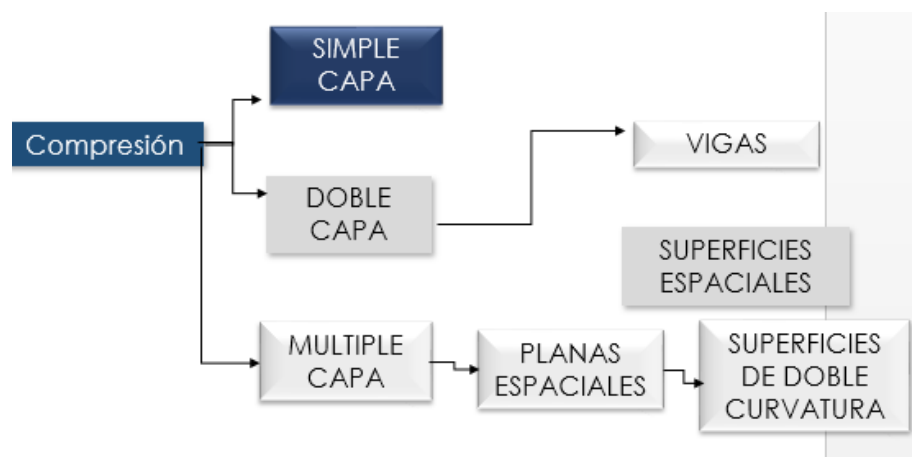 SIMPLE
CAPA
Compresión
VIGAS
DOBLE
CAPA
SUPERFICIES
ESPACIALES
MULTIPLE
CAPA
PLANAS
ESPACIALES
SUPERFICIES
DE DOBLE
CURVATURA